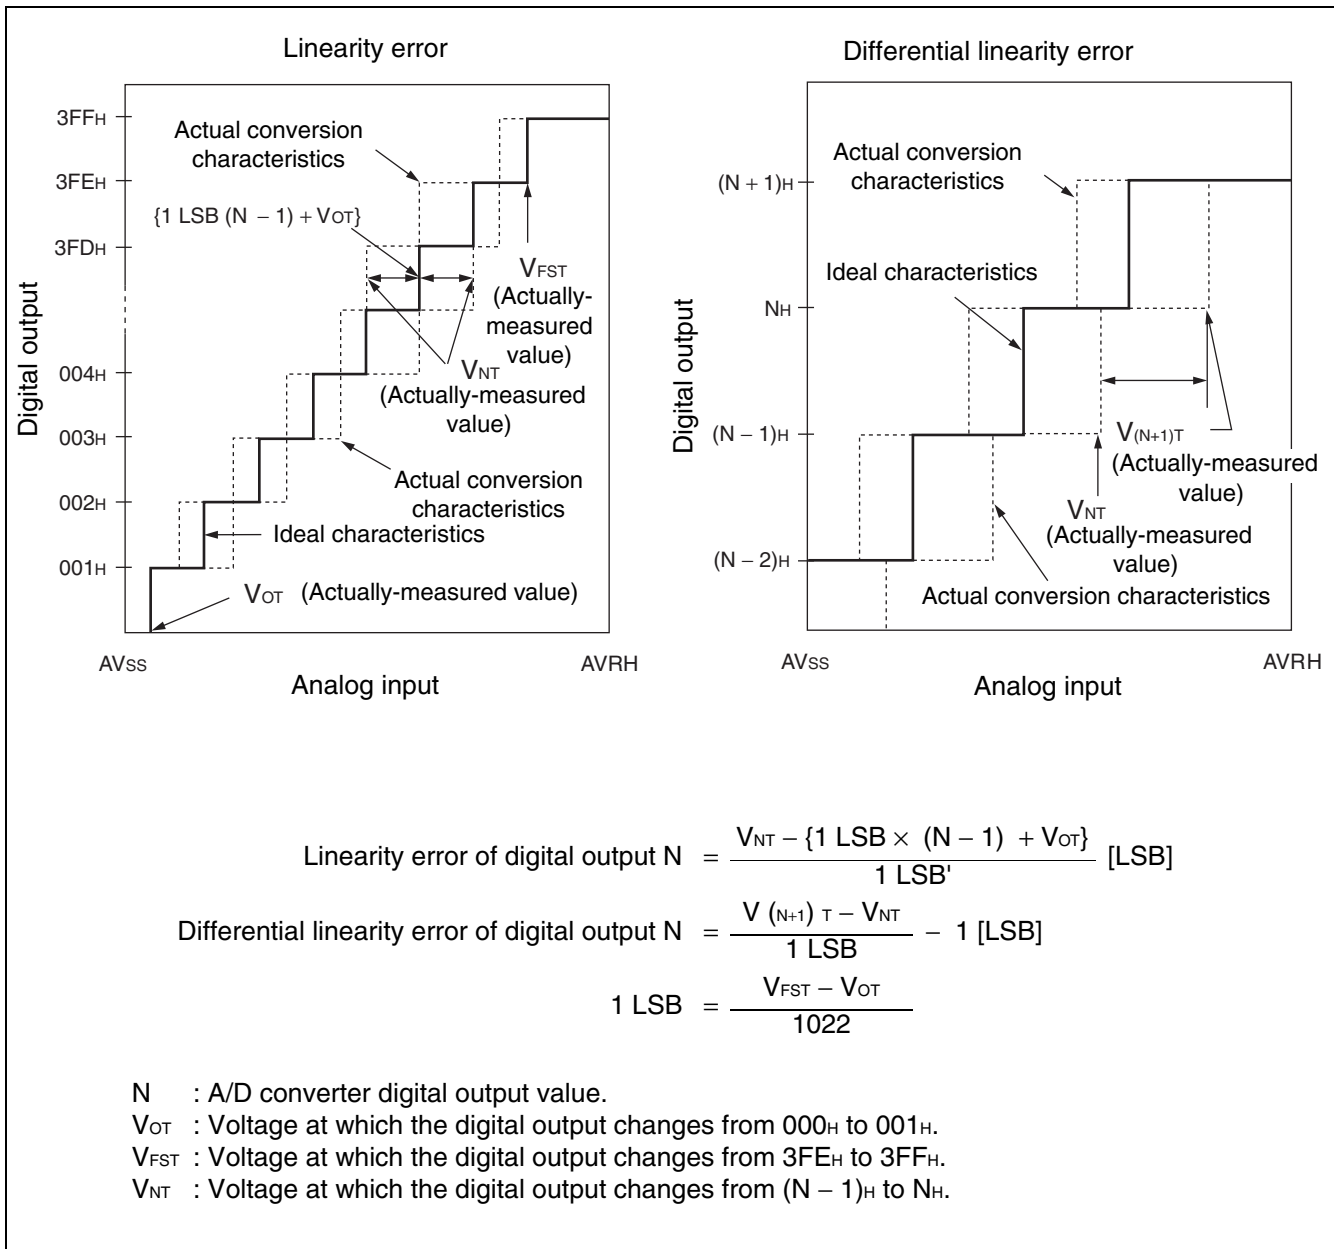 Linearity error
3FFH
3FEH
3FDH
004H
003H
002H
001H
Digital output
Actual conversion
characteristics
{1 LSB (N − 1) + VOT}
VFST
(Actually-
measured
value)
VNT
(Actually-measured
value)
Actual conversion
characteristics
Ideal characteristics
VOT (Actually-measured value)
AVSS
AVRH
Analog input
Differential linearity error
(N + 1)H
NH
(N − 1)H
(N − 2)H
Digital output
Actual conversion
characteristics
Ideal characteristics
V(N+1)T
(Actually-measured
value)
VNT
(Actually-measured
value)
Actual conversion characteristics
AVSS
AVRH
Analog input
Linearity error of digital output N = VNT − {1 LSB × (N − 1) + VOT} / 1 LSB' [LSB]
Differential linearity error of digital output N = V (N+1) T − VNT / 1 LSB − 1 [LSB]
1 LSB = VFST − VOT / 1022
N : A/D converter digital output value.
VOT : Voltage at which the digital output changes from 000H to 001H.
VFST : Voltage at which the digital output changes from 3FEH to 3FFH.
VNT : Voltage at which the digital output changes from (N − 1)H to NH.